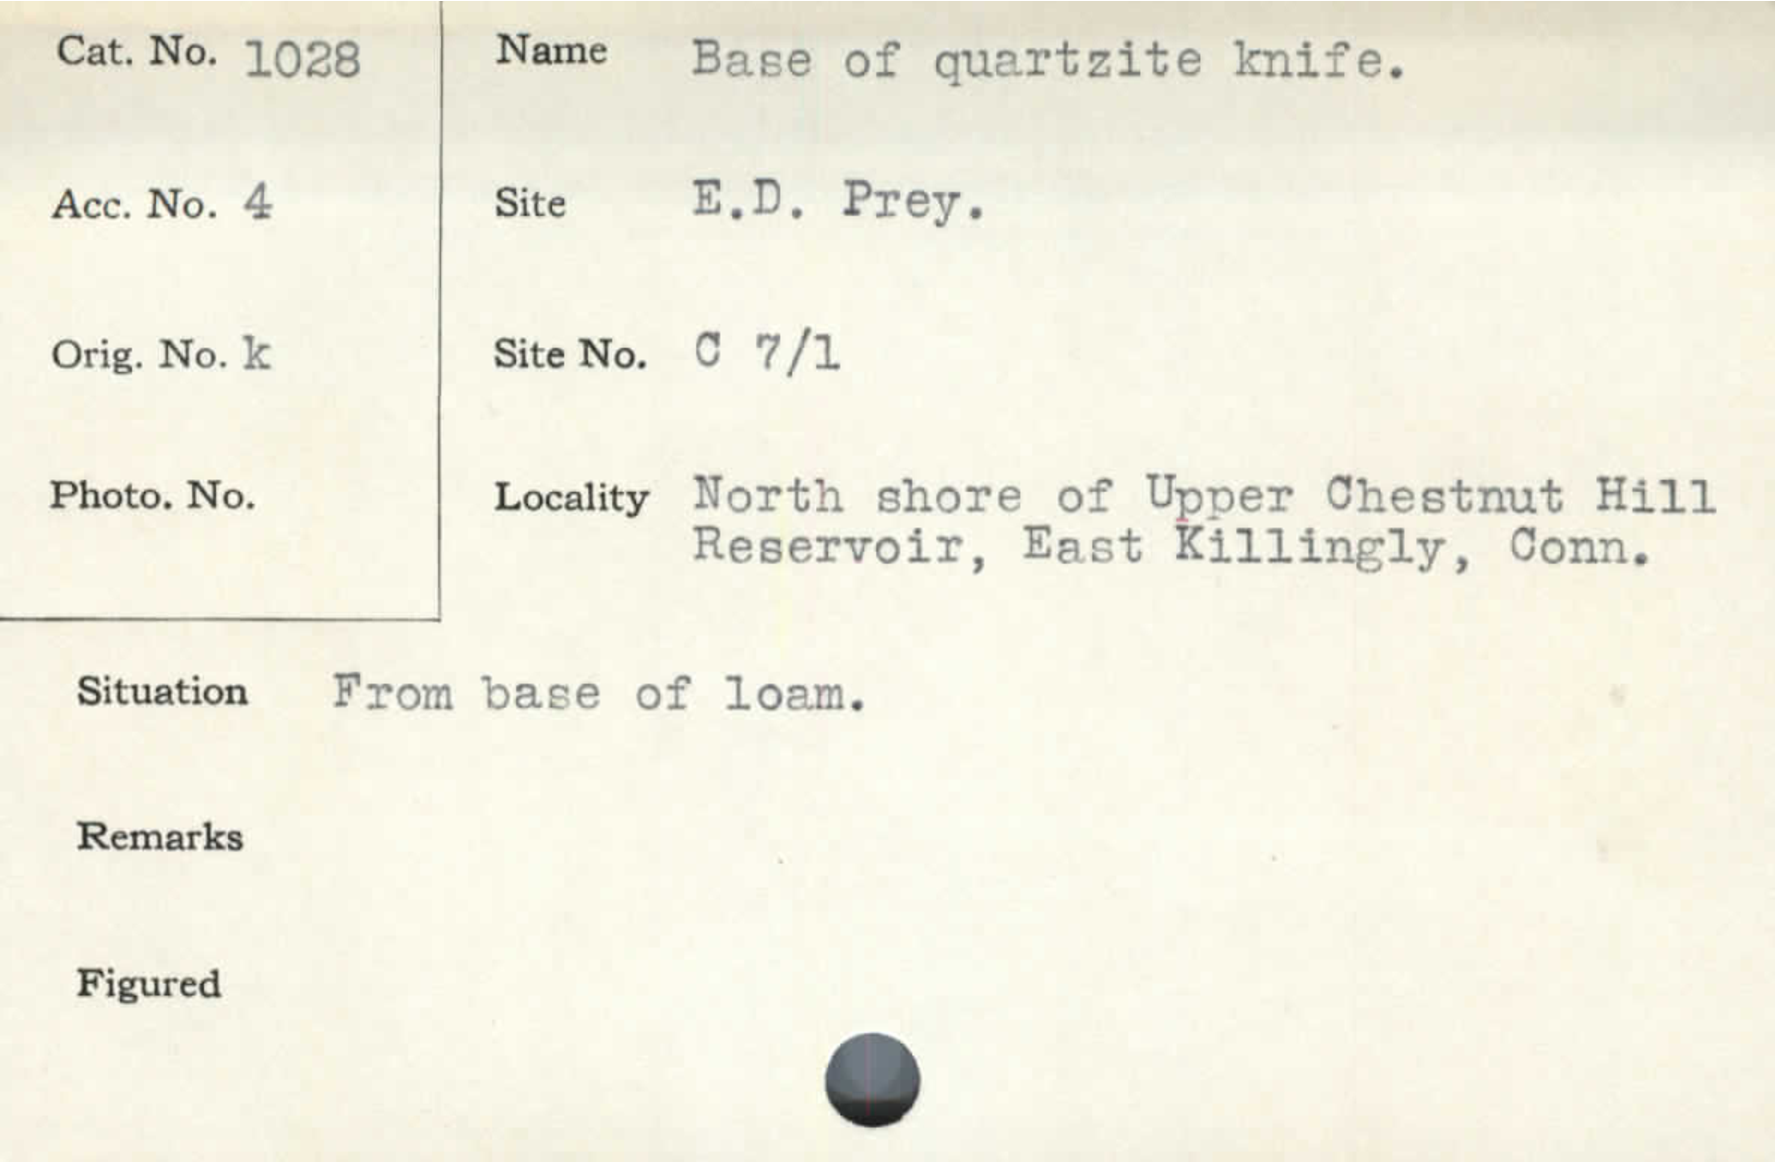 Cat. No. 1028
Name Base of quartzite knife.
Acc. No. 4
Site E.D. Prey.
Orig. No. k
Site No. C 7/1
Photo. No.
Locality North shore of Upper Chestnut Hill
Reservoir, East Killingly, Conn.
Situation From base of loam.
Remarks
Figured